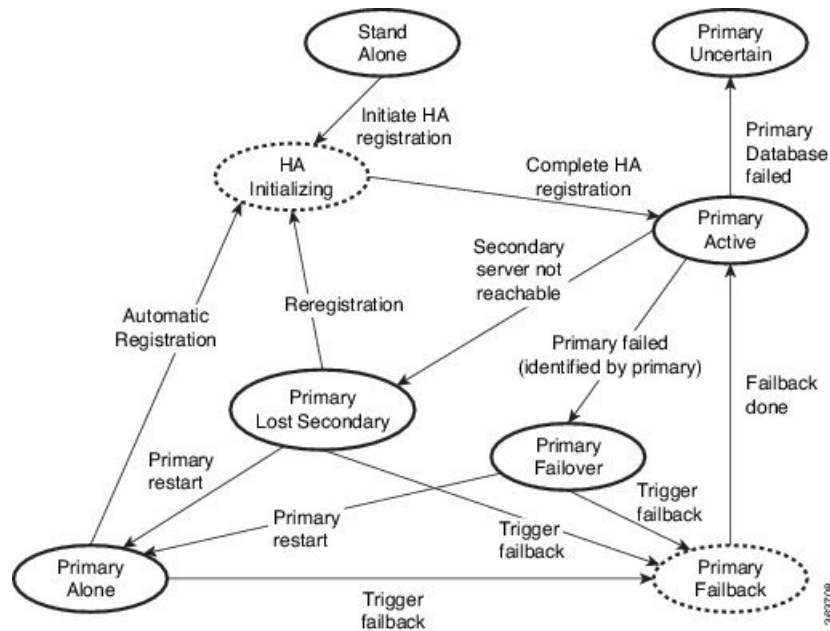 Stand
Alone
Primary
Uncertain
Initiate HA
registration
HA
Initializing
Complete HA
registration
Primary
Database
failed
Primary
Active
Secondary
server not
reachable
Automatic
Registration
Reregistration
Primary failed
(identified by primary)
Failback
done
Primary
Lost Secondary
Primary
Failover
Primary
restart
Primary
restart
Trigger
failback
Trigger
failback
Primary
Alone
Primary
Failback
Trigger
failback